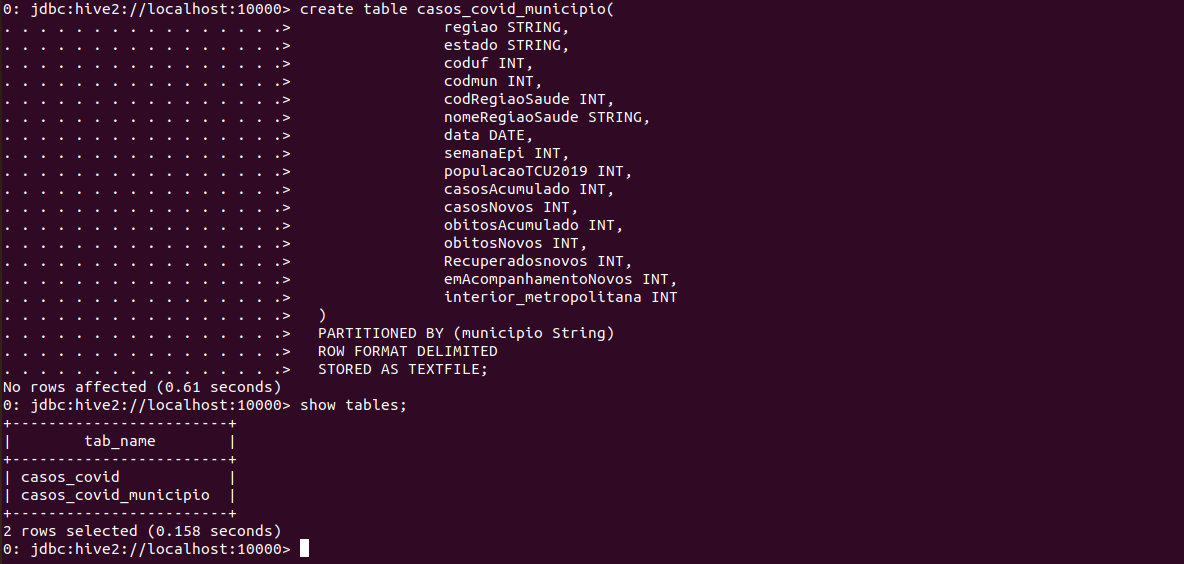 0: jdbc:hive2://localhost:10000> create table casos_covid_municipio(
. . . . . . . . . . . . . . . .> regiao STRING,
. . . . . . . . . . . . . . . .> estado STRING,
. . . . . . . . . . . . . . . .> coduf INT,
. . . . . . . . . . . . . . . .> codmun INT,
. . . . . . . . . . . . . . . .> codRegiaoSaude INT,
. . . . . . . . . . . . . . . .> nomeRegiaoSaude STRING,
. . . . . . . . . . . . . . . .> data DATE,
. . . . . . . . . . . . . . . .> semanaEpi INT,
. . . . . . . . . . . . . . . .> populacaoTCU2019 INT,
. . . . . . . . . . . . . . . .> casosAcumulado INT,
. . . . . . . . . . . . . . . .> casosNovos INT,
. . . . . . . . . . . . . . . .> obitosAcumulado INT,
. . . . . . . . . . . . . . . .> obitosNovos INT,
. . . . . . . . . . . . . . . .> Recuperadosnovos INT,
. . . . . . . . . . . . . . . .> emAcompanhamentoNovos INT,
. . . . . . . . . . . . . . . .> interior_metropolitana INT
. . . . . . . . . . . . . . . .> )
. . . . . . . . . . . . . . . .> PARTITIONED BY (municipio String)
. . . . . . . . . . . . . . . .> ROW FORMAT DELIMITED
. . . . . . . . . . . . . . . .> STORED AS TEXTFILE;
No rows affected (0.61 seconds)
0: jdbc:hive2://localhost:10000> show tables;
+------------------------+
| tab_name |
+------------------------+
| casos_covid |
| casos_covid_municipio |
+------------------------+
2 rows selected (0.158 seconds)
0: jdbc:hive2://localhost:10000>